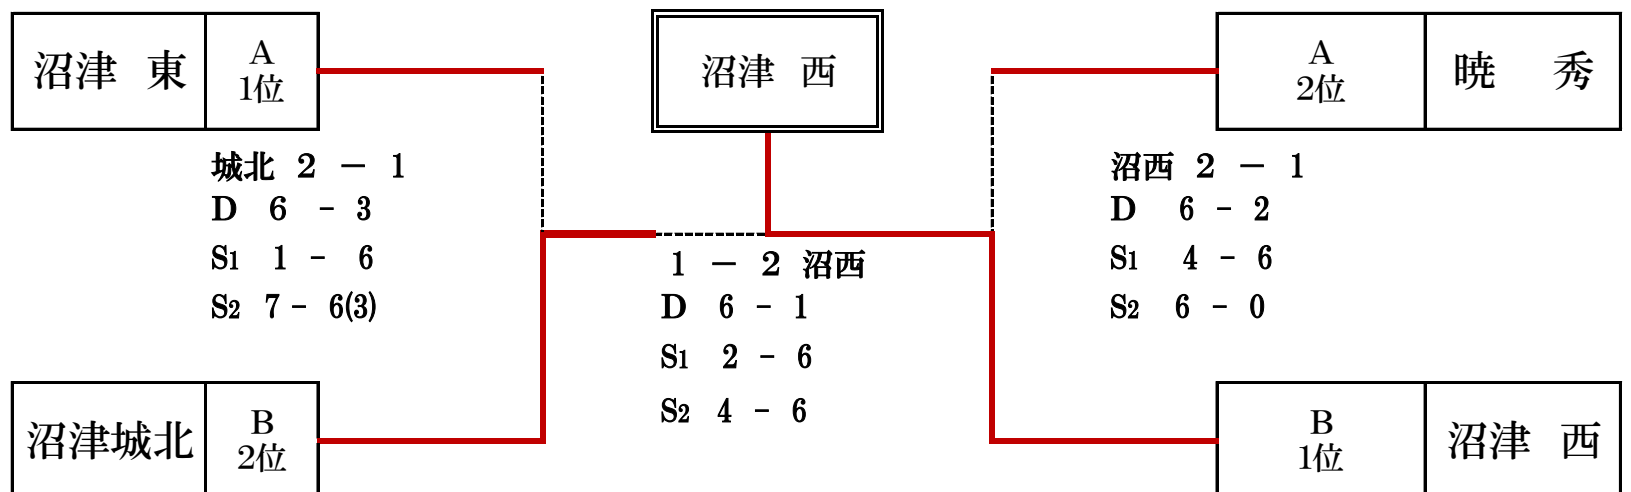 沼津 東
A
1位
沼津 西
A
2位
暁 秀
城北 2 － 1
D 6 - 3
S1 1 - 6
S2 7 - 6(3)
沼西 2 － 1
D 6 - 2
S1 4 - 6
S2 6 - 0
1 － 2 沼西
D 6 - 1
S1 2 - 6
S2 4 - 6
沼津城北
B
2位
B
1位
沼津 西